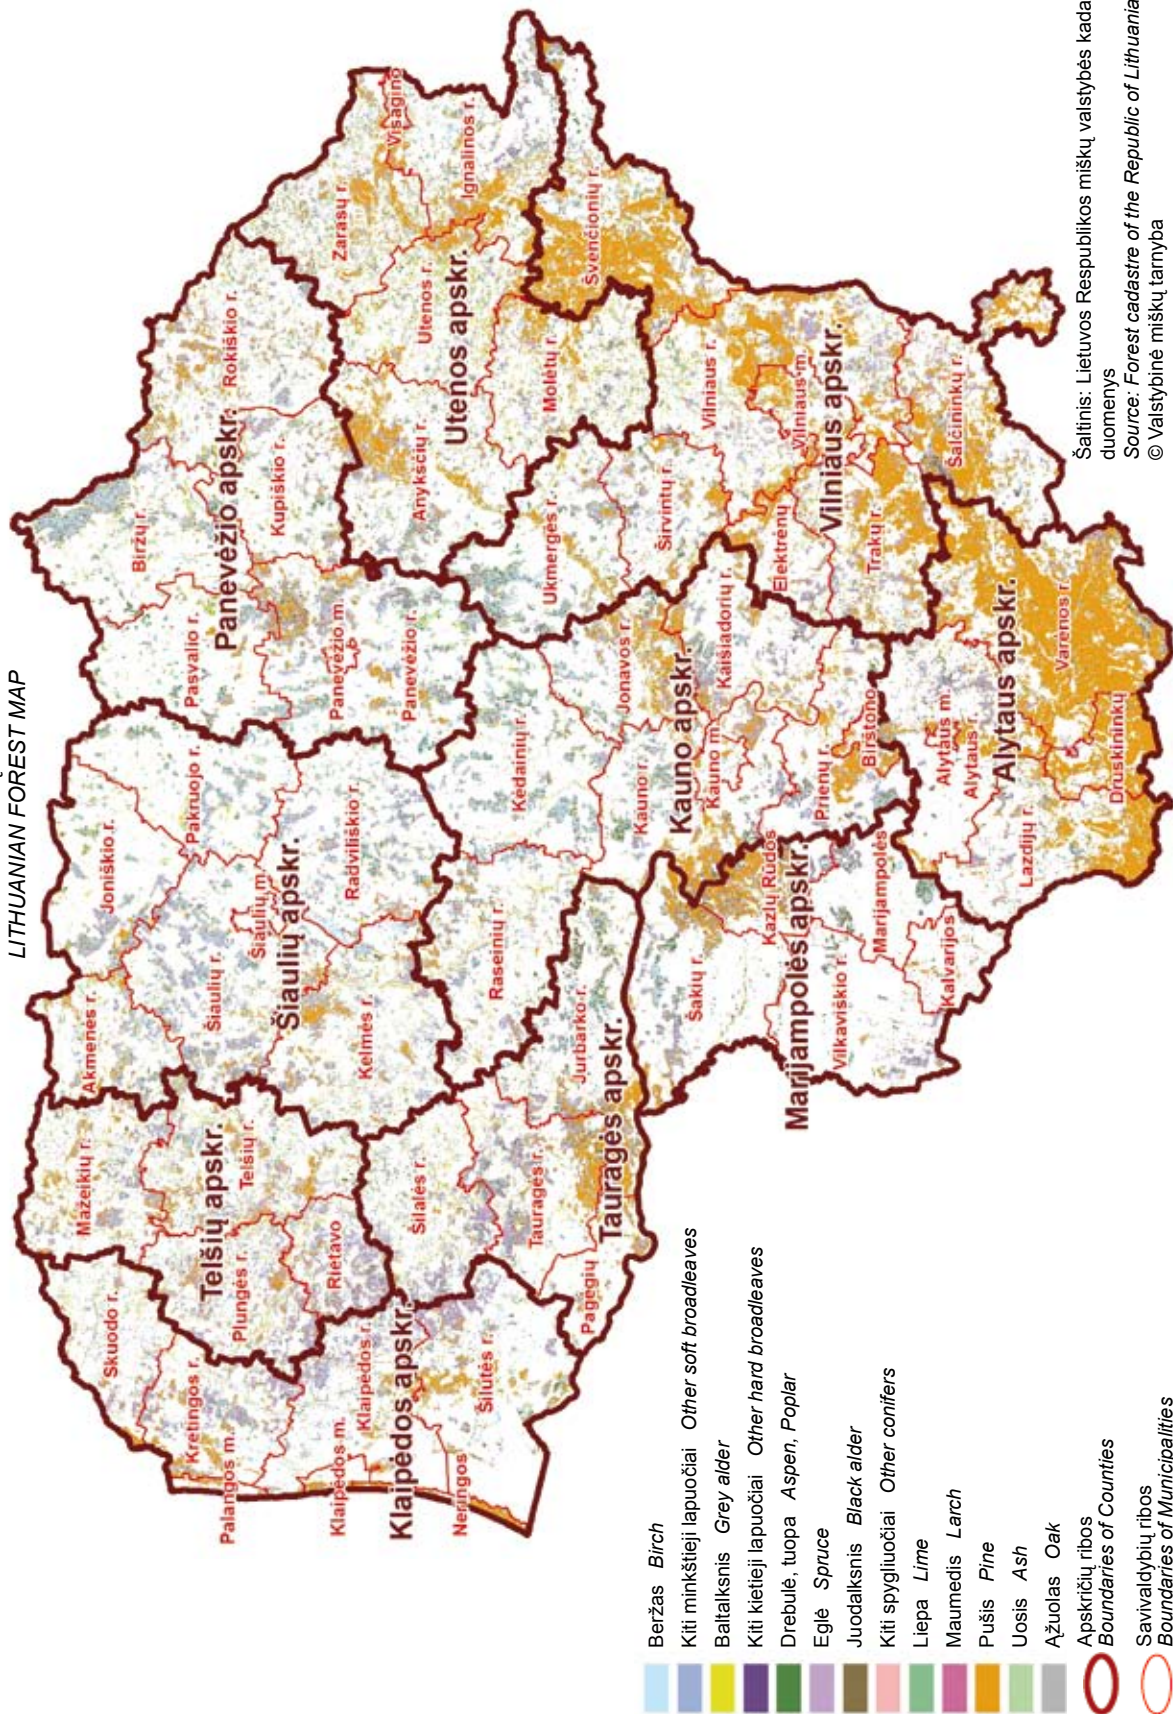 LITHUANIAN FOREST MAP
Skuodo r.
Mažeikių r.
Akmenės r.
Joniškio r.
Pakruojo r.
Pasvalio r.
Biržų r.
Rokiškio r.
Zarasų r.
Visagino
Ignalinos r.
Palangos m.
Kretingos r.
Plungės r.
Telšių apskr.
Telšių r.
Šiaulių r.
Šiaulių m.
Šiaulių apskr.
Radviliškio r.
Panevėžio apskr.
Kupiškio r.
Panevėžio m.
Panevėžio r.
Anykščių r.
Utenos r.
Utenos apskr.
Klaipėdos m.
Klaipėdos r.
Klaipėdos apskr.
Rietavo
Kelmės r.
Neringos
Šilutės r.
Šilalės r.
Tauragės r.
Raseinių r.
Kėdainių r.
Ukmergės r.
Molėtų r.
Švenčionių r.
Pagėgių
Tauragės apskr.
Jurbarko r.
Kauno r.
Jonavos r.
Širvintų r.
Kauno apskr.
Kauno m.
Kaišiadorių r.
Vilniaus r.
Šakių r.
Kazlų Rūdos
Prienų r.
Birštono
Elektrėnų
Vilniaus m.
Vilniaus apskr.
Marijampolės apskr.
Vilkaviškio r.
Marijampolės
Trakų r.
Kalvarijos
Alytaus m.
Alytaus r.
Alytaus apskr.
Šalčininkų r.
Lazdijų r.
Varėnos r.
Druskininkų
Beržas Birch
Kiti minkštieji lapuočiai Other soft broadleaves
Baltalksnis Grey alder
Kiti kietieji lapuočiai Other hard broadleaves
Drebulė, tuopa Aspen, Poplar
Eglė Spruce
Juodalksnis Black alder
Kiti spygliuočiai Other conifers
Liepa Lime
Maumedis Larch
Pušis Pine
Uosis Ash
Ąžuolas Oak
Apskričių ribos
Boundaries of Counties
Savivaldybių ribos
Boundaries of Municipalities
Šaltinis: Lietuvos Respublikos miškų valstybės kada
duomenys
Source: Forest cadastre of the Republic of Lithuania
© Valstybinė miškų tarnyba